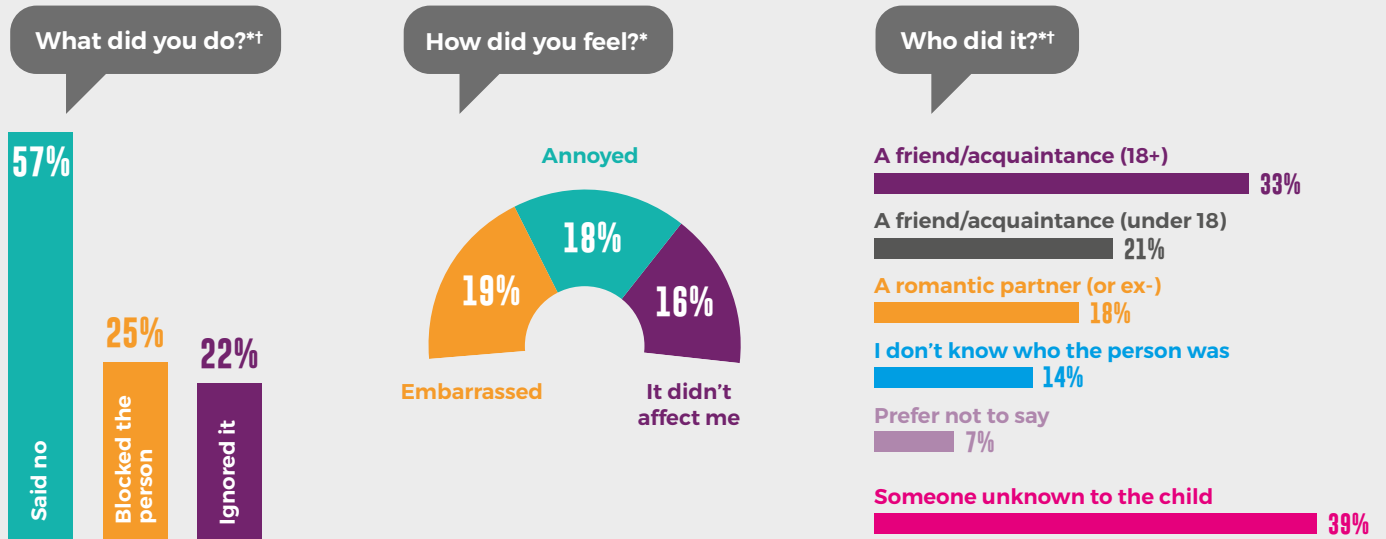 What did you do?*†
57%
Said no
25%
Blocked the
person
22%
Ignored it
How did you feel?*
Annoyed
18%
19%
16%
Embarrassed
It didn’t
affect me
Who did it?*†
A friend/acquaintance (18+)
33%
A friend/acquaintance (under 18)
21%
A romantic partner (or ex-)
18%
I don’t know who the person was
14%
Prefer not to say
7%
Someone unknown to the child
39%